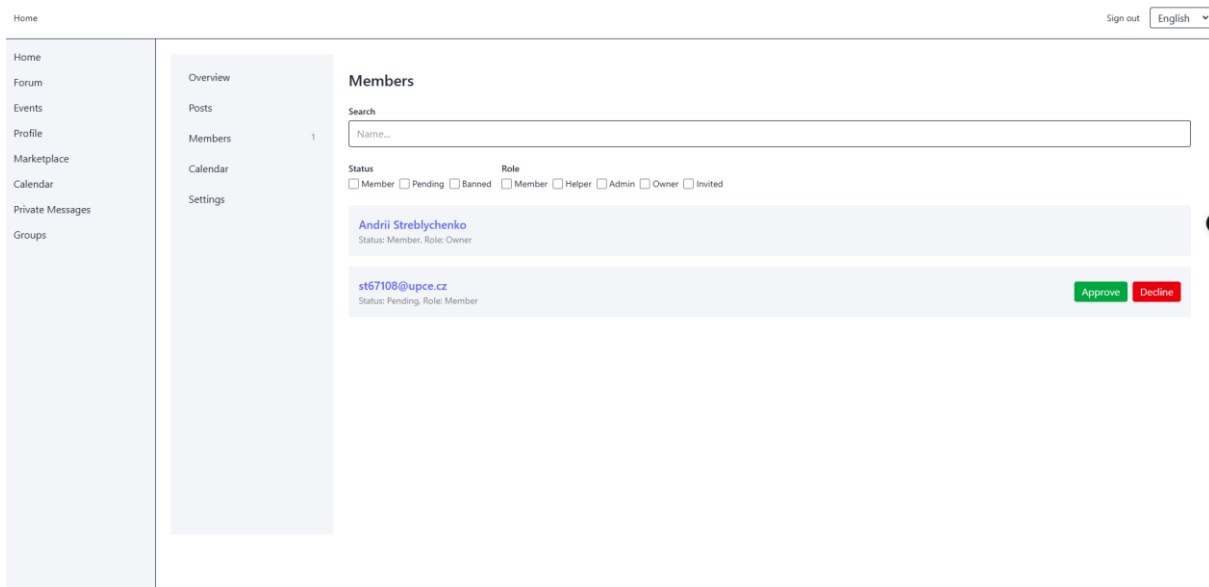 Home
Sign out
English
Home
Forum
Events
Profile
Marketplace
Calendar
Private Messages
Groups
Overview
Posts
Members 1
Calendar
Settings
Members
Search
Name...
Status Role
Member Pending Banned Member Helper Admin Owner Invited
Andrii Streblychenko
Status: Member. Role: Owner
st67108@upce.cz
Status: Pending. Role: Member
Approve Decline